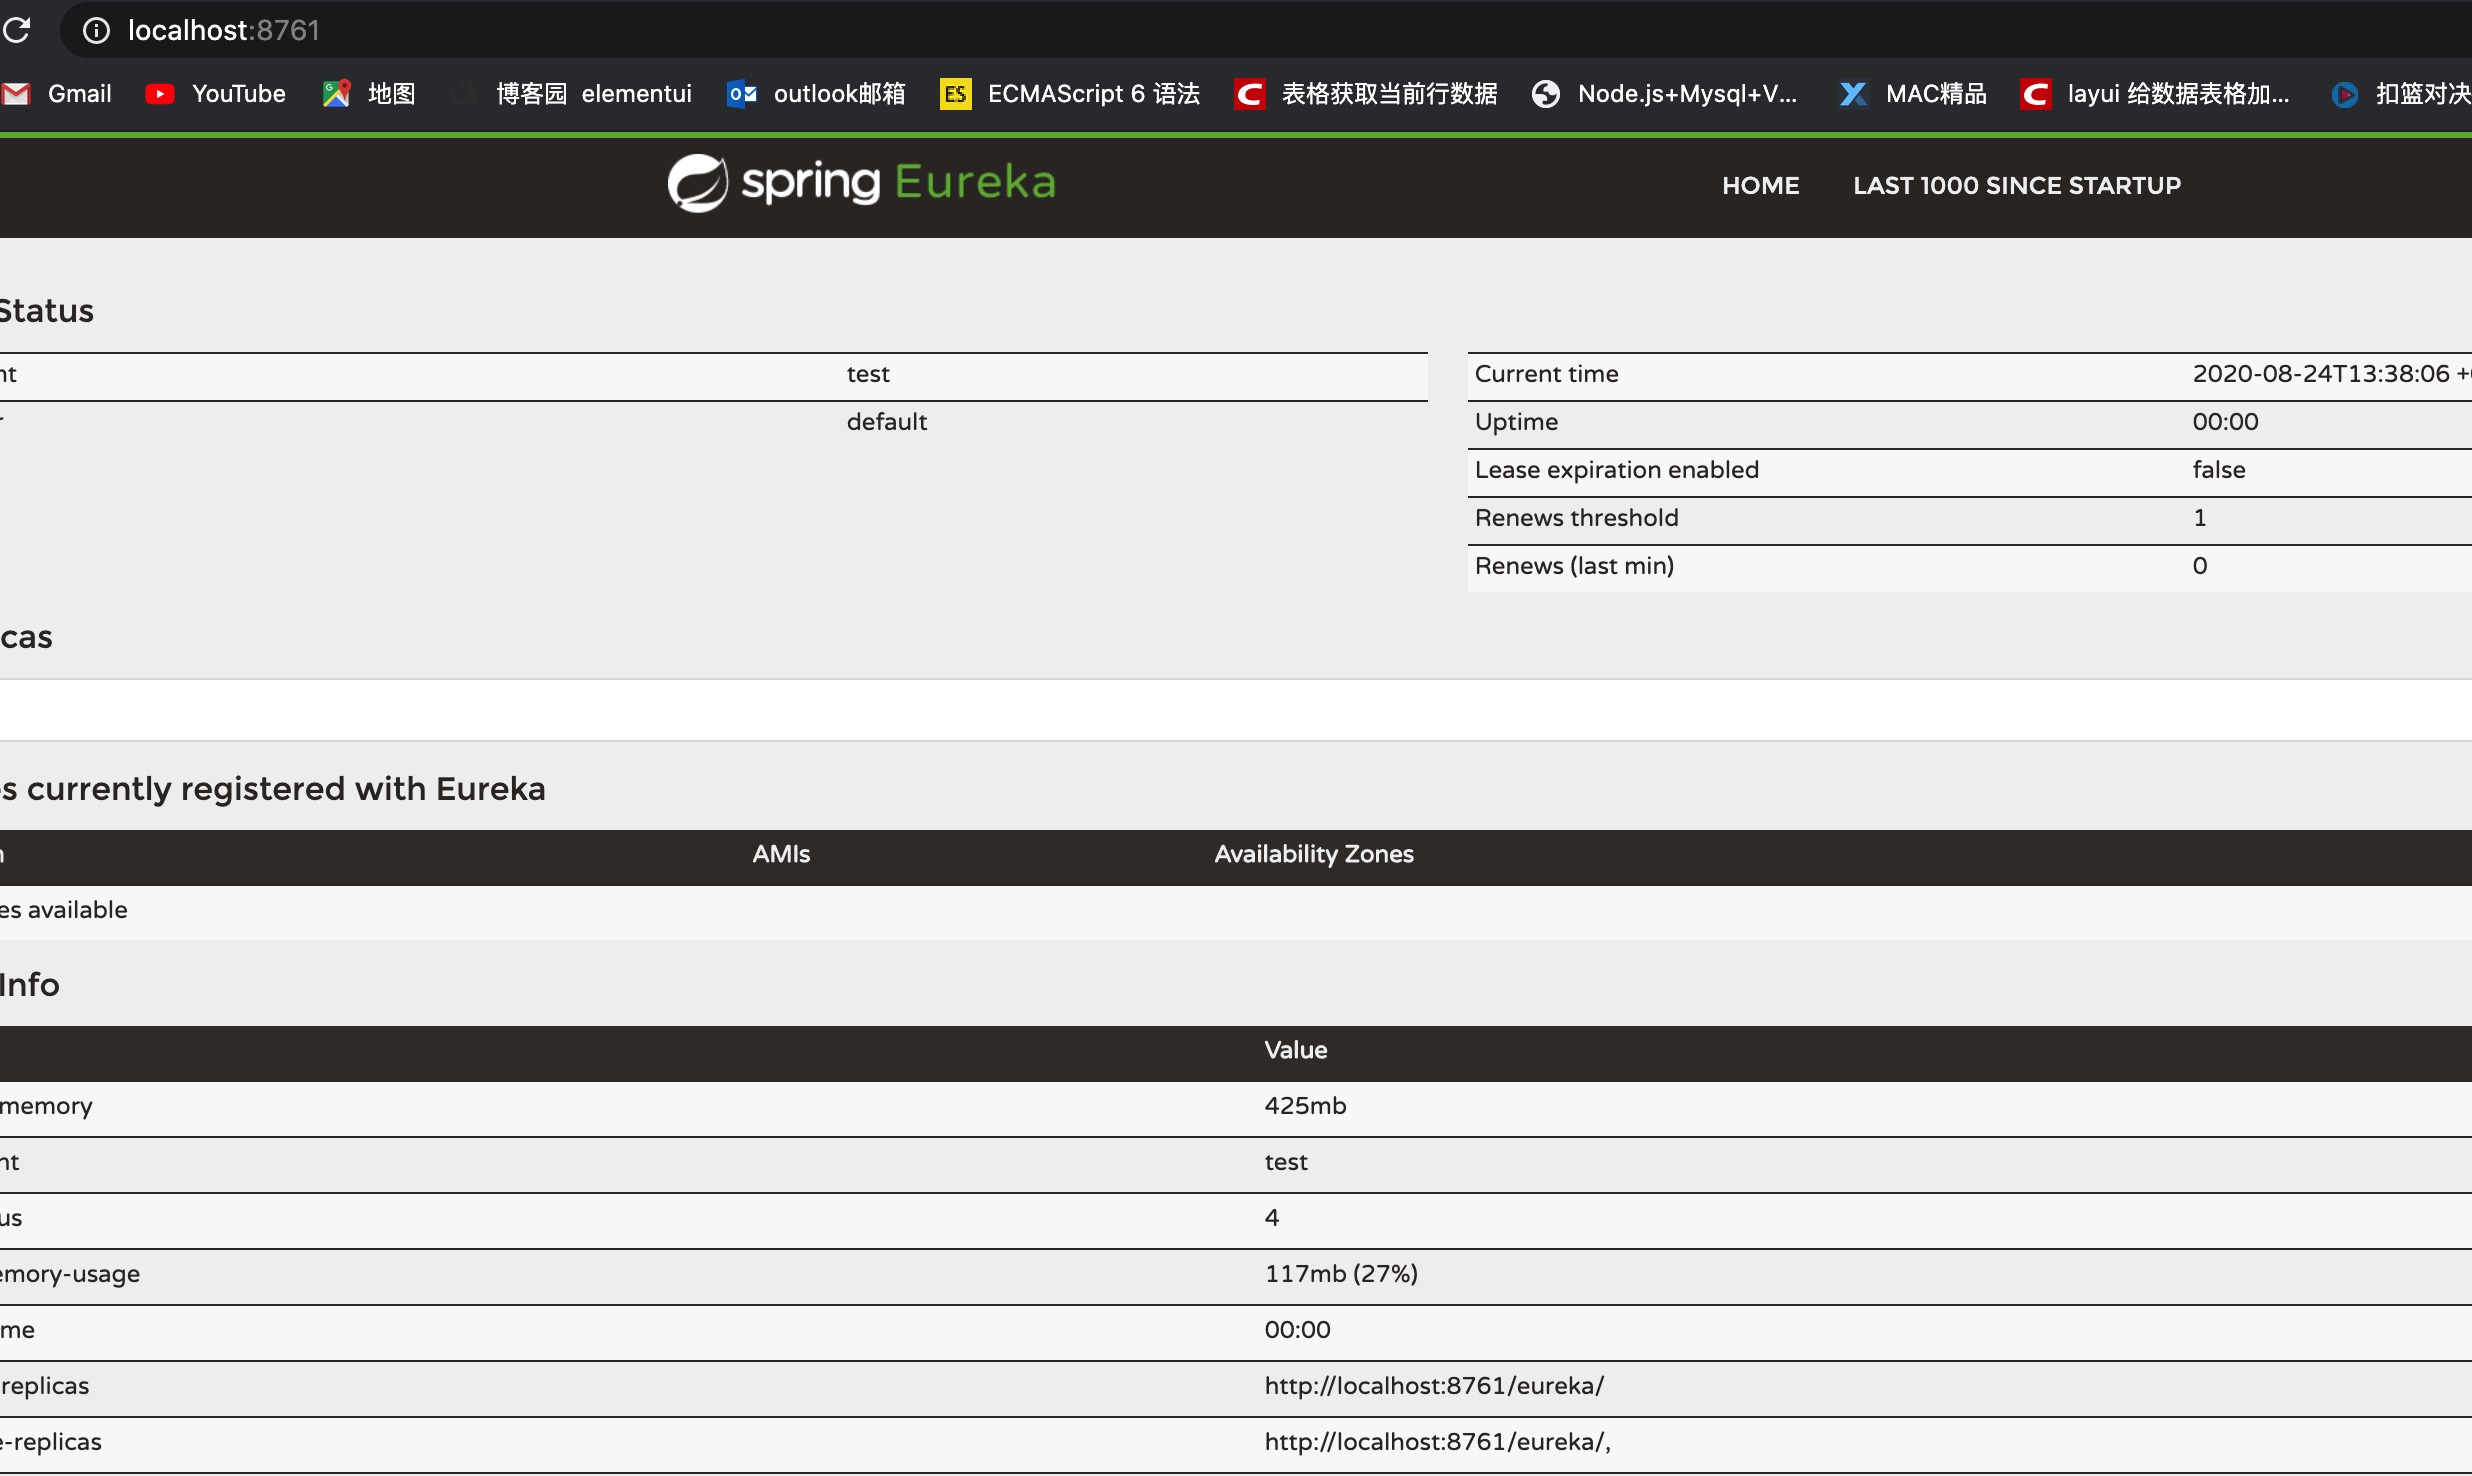 localhost:8761
Gmail YouTube 地图 博客园 elementui outlook邮箱 ES ECMAScript 6 语法 表格获取当前行数据 Node.js+Mysql+V... MAC精品 layui 给数据表格加... 扣篮对决
spring Eureka HOME LAST 1000 SINCE STARTUP
Status
nt test Current time 2020-08-24T13:38:06 +
r default Uptime 00:00
Lease expiration enabled false
Renews threshold 1
Renews (last min) 0
cas
s currently registered with Eureka
n AMIs Availability Zones
es available
Info
Value
memory 425mb
nt test
us 4
emory-usage 117mb (27%)
me 00:00
replicas http://localhost:8761/eureka/
e-replicas http://localhost:8761/eureka/,